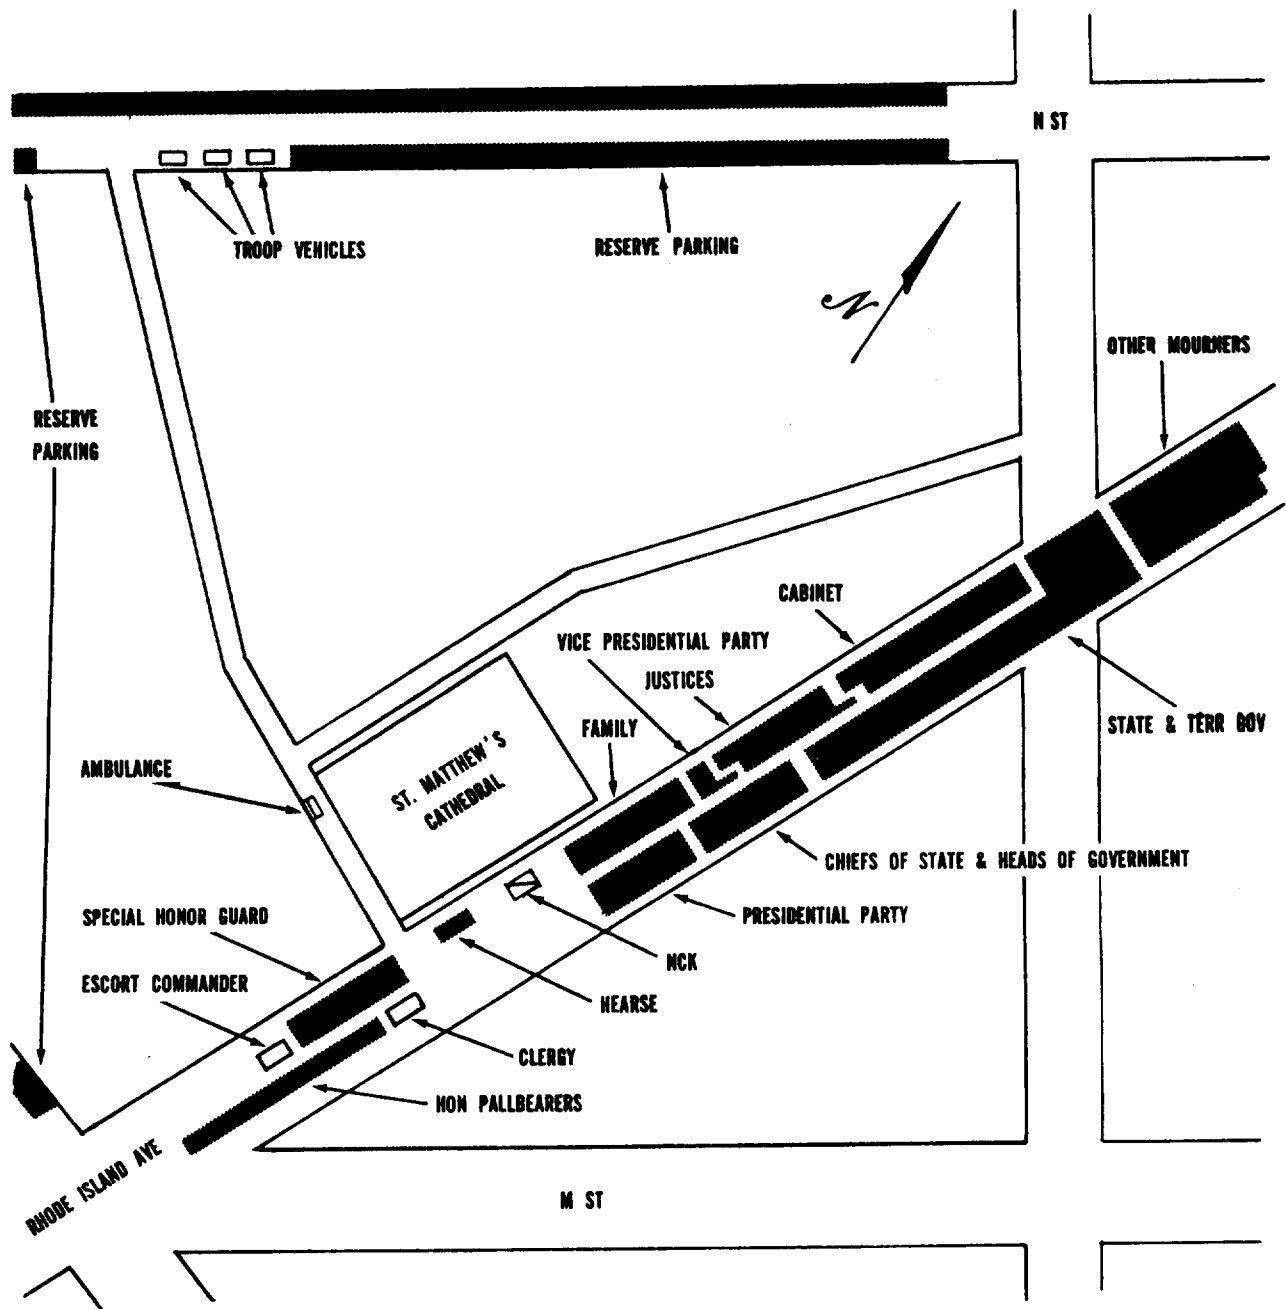 N ST
TROOP VEHICLES
RESERVE PARKING
N
OTHER MOURNERS
RESERVE
PARKING
CABINET
VICE PRESIDENTIAL PARTY
JUSTICES
FAMILY
STATE & TERR GOV
ST. MATTHEW'S
CATHEDRAL
AMBULANCE
CHIEFS OF STATE & HEADS OF GOVERNMENT
SPECIAL HONOR GUARD
PRESIDENTIAL PARTY
NCK
ESCORT COMMANDER
HEARSE
CLERGY
HON PALLBEARERS
RHODE ISLAND AVE
M ST